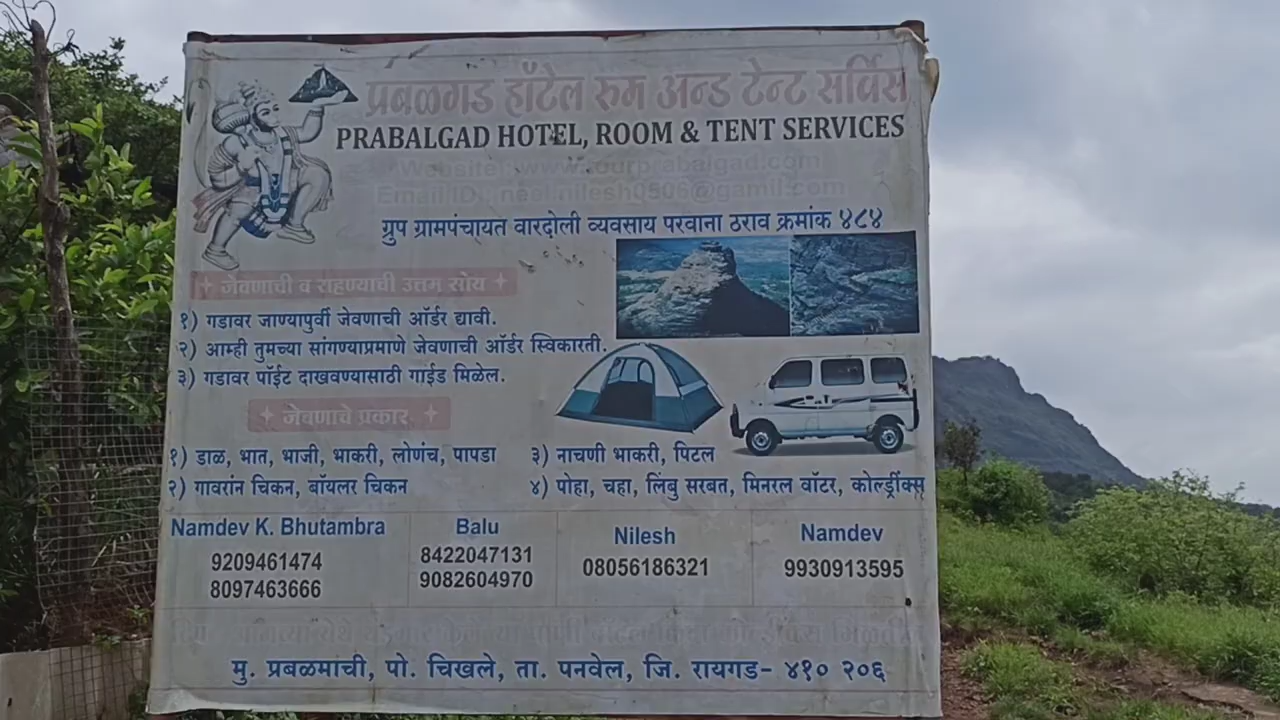 प्रबळगड हॉटेल रुम अन्ड टेन्ट सर्विस
PRABALGAD HOTEL, ROOM & TENT SERVICES
Website: www.tourprabalgad.com
Email ID: neel.nilesh0506@gamil.com
ग्रुप ग्रामपंचायत वारदोली व्यवसाय परवाना ठराव क्रमांक ४८४
जेवणाची व राहण्याची उत्तम सोय
१) गडावर जाण्यापुर्वी जेवणाची ऑर्डर द्यावी.
२) आम्ही तुमच्या सांगण्याप्रमाणे जेवणाची ऑर्डर स्विकारती.
३) गडावर पॉईट दाखवण्यासाठी गाईड मिळेल.
जेवणाचे प्रकार
१) डाळ, भात, भाजी, भाकरी, लोणंच, पापडा
२) गावरांन चिकन, बॉयलर चिकन
३) नाचणी भाकरी, पिटल
४) पोहा, चहा, लिंबु सरबत, मिनरल वॉटर, कोल्ड्रींक्स
Namdev K. Bhutambra
9209461474
8097463666
Balu
8422047131
9082604970
Nilesh
08056186321
Namdev
9930913595
मु. प्रबळमाची, पो. चिखले, ता. पनवेल, जि. रायगड- ४१० २०६